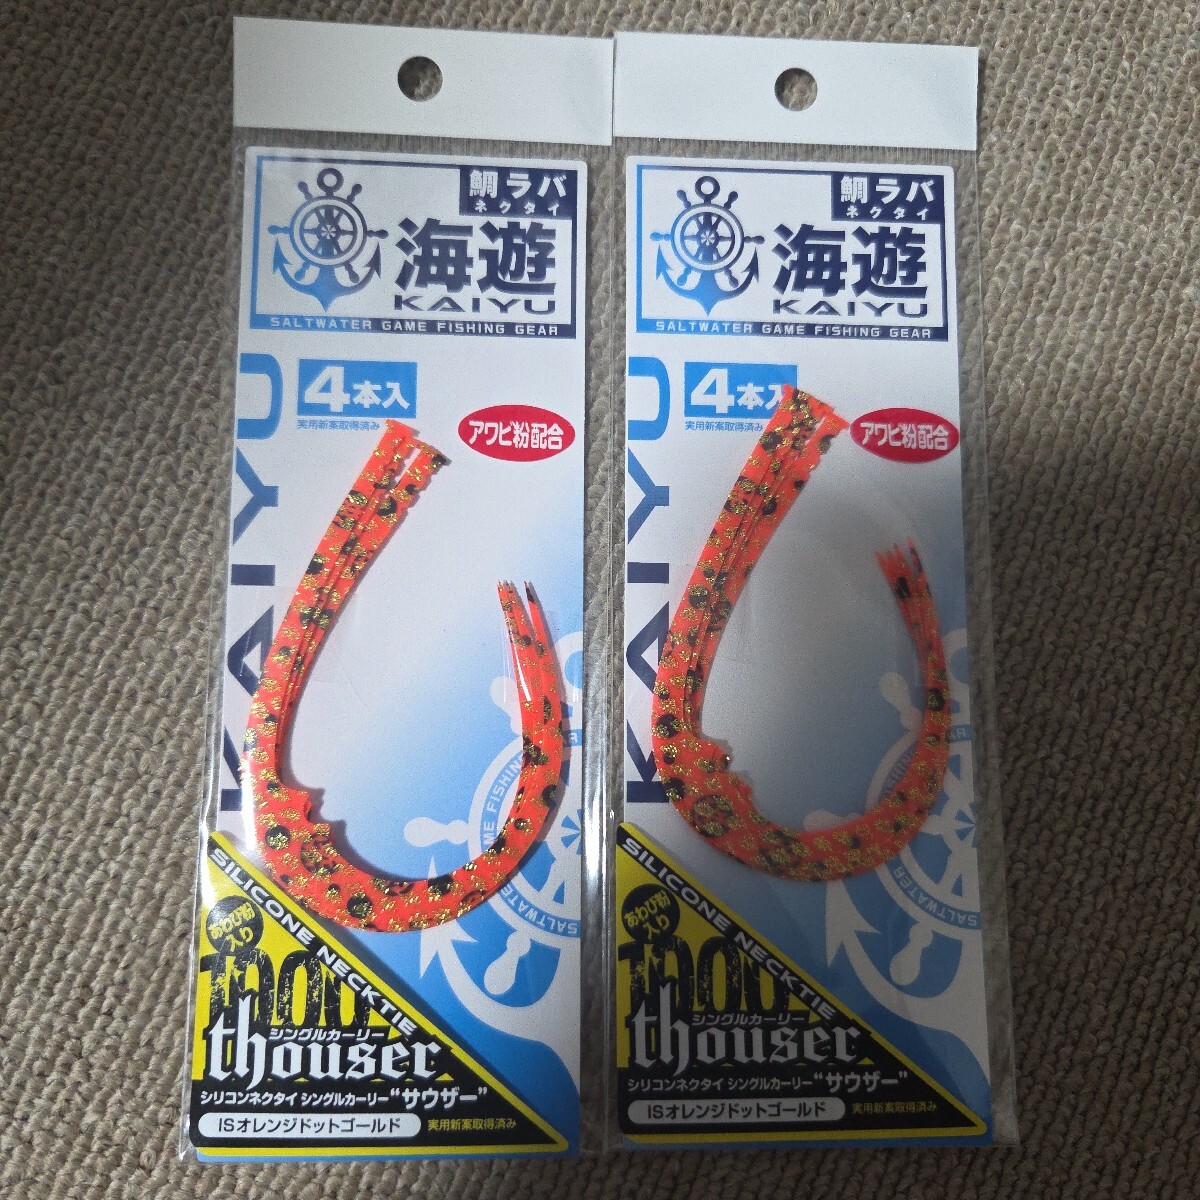 鯛ラバ
ネクタイ
海遊
KAIYU
SALTWATER GAME FISHING GEAR
4本入
実用新案取得済み
アワビ粉配合
KAIYU
SILICONE NECKTIE
あわび粉
入り
シングルカーリー
thouser
シリコンネクタイ シングルカーリー“サウザー”
ISオレンジドットゴールド
実用新案取得済み
鯛ラバ
ネクタイ
海遊
KAIYU
SALTWATER GAME FISHING GEAR
4本入
実用新案取得済み
アワビ粉配合
KAIYU
SALTWATER
SILICONE NECKTIE
あわび粉
入り
シングルカーリー
thouser
シリコンネクタイ シングルカーリー“サウザー”
ISオレンジドットゴールド
実用新案取得済み